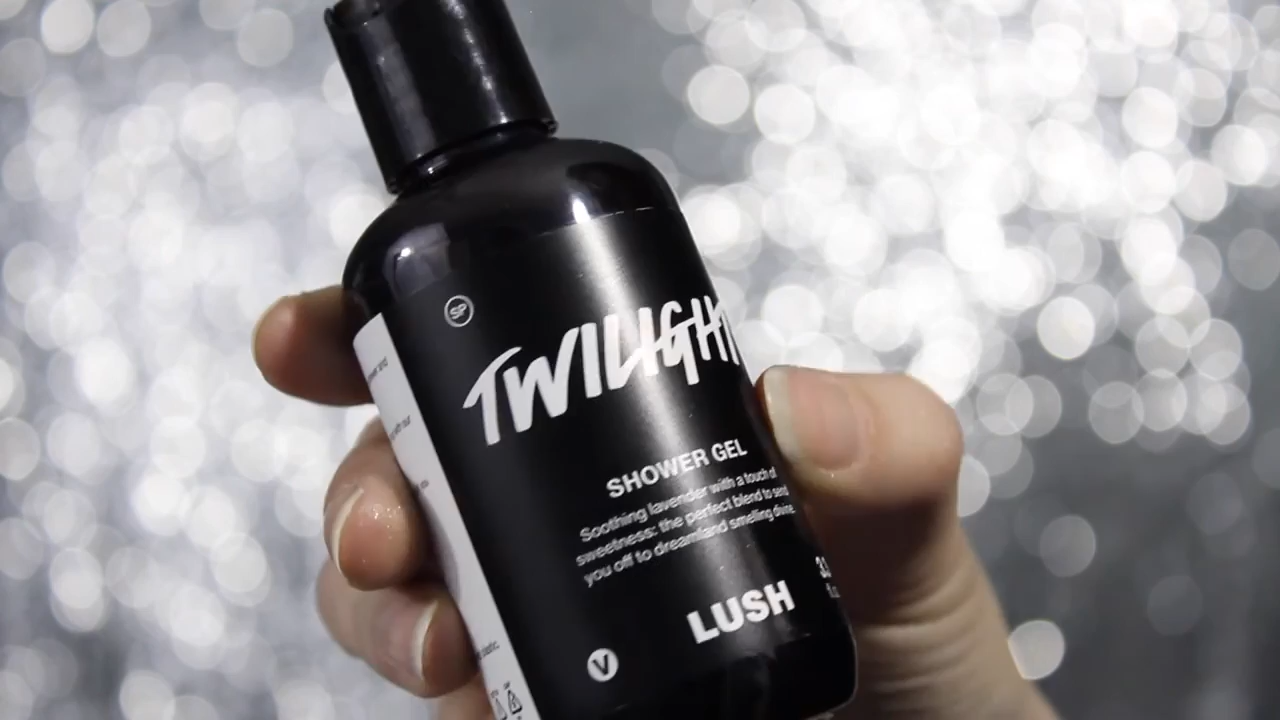 SP
TWILIGHT
SHOWER GEL
Soothing lavender with a touch of
sweetness: the perfect blend to send
you off to dreamland smelling divine.
LUSH
V